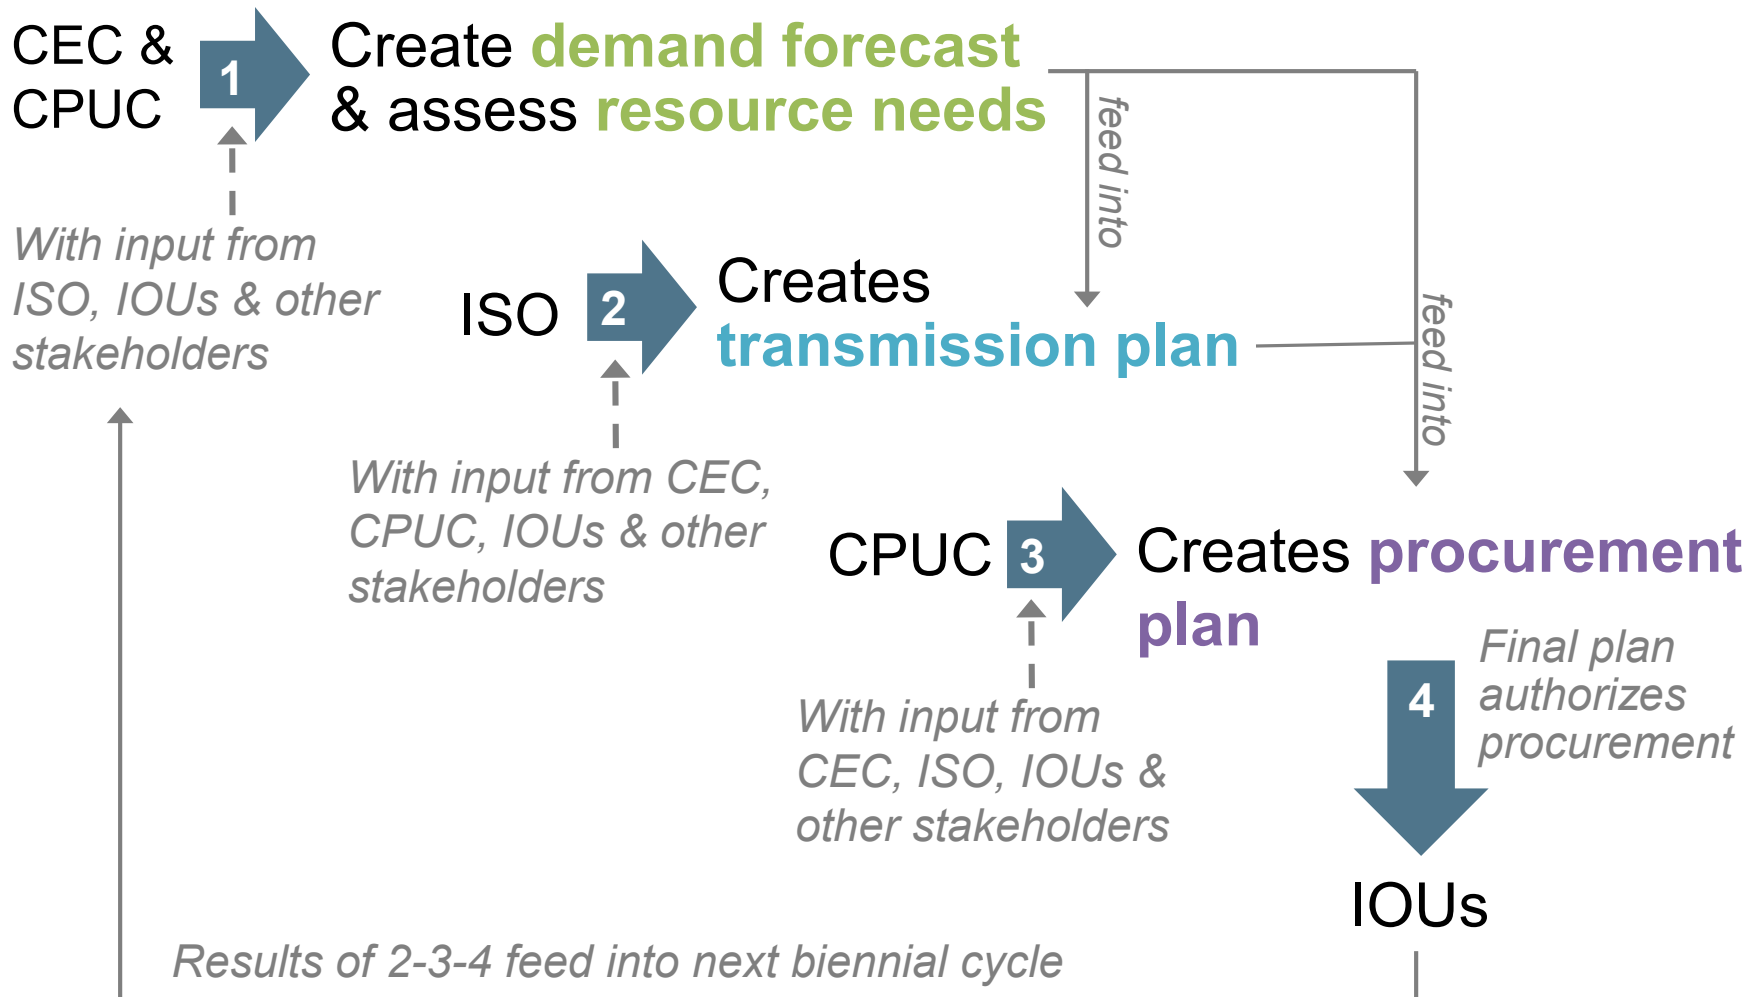 CEC &
CPUC
1
Create demand forecast
& assess resource needs
feed into
feed into
With input from
ISO, IOUs & other
stakeholders
ISO
2
Creates
transmission plan
With input from CEC,
CPUC, IOUs & other
stakeholders
CPUC
3
Creates procurement
plan
With input from
CEC, ISO, IOUs &
other stakeholders
4
Final plan
authorizes
procurement
IOUs
Results of 2-3-4 feed into next biennial cycle